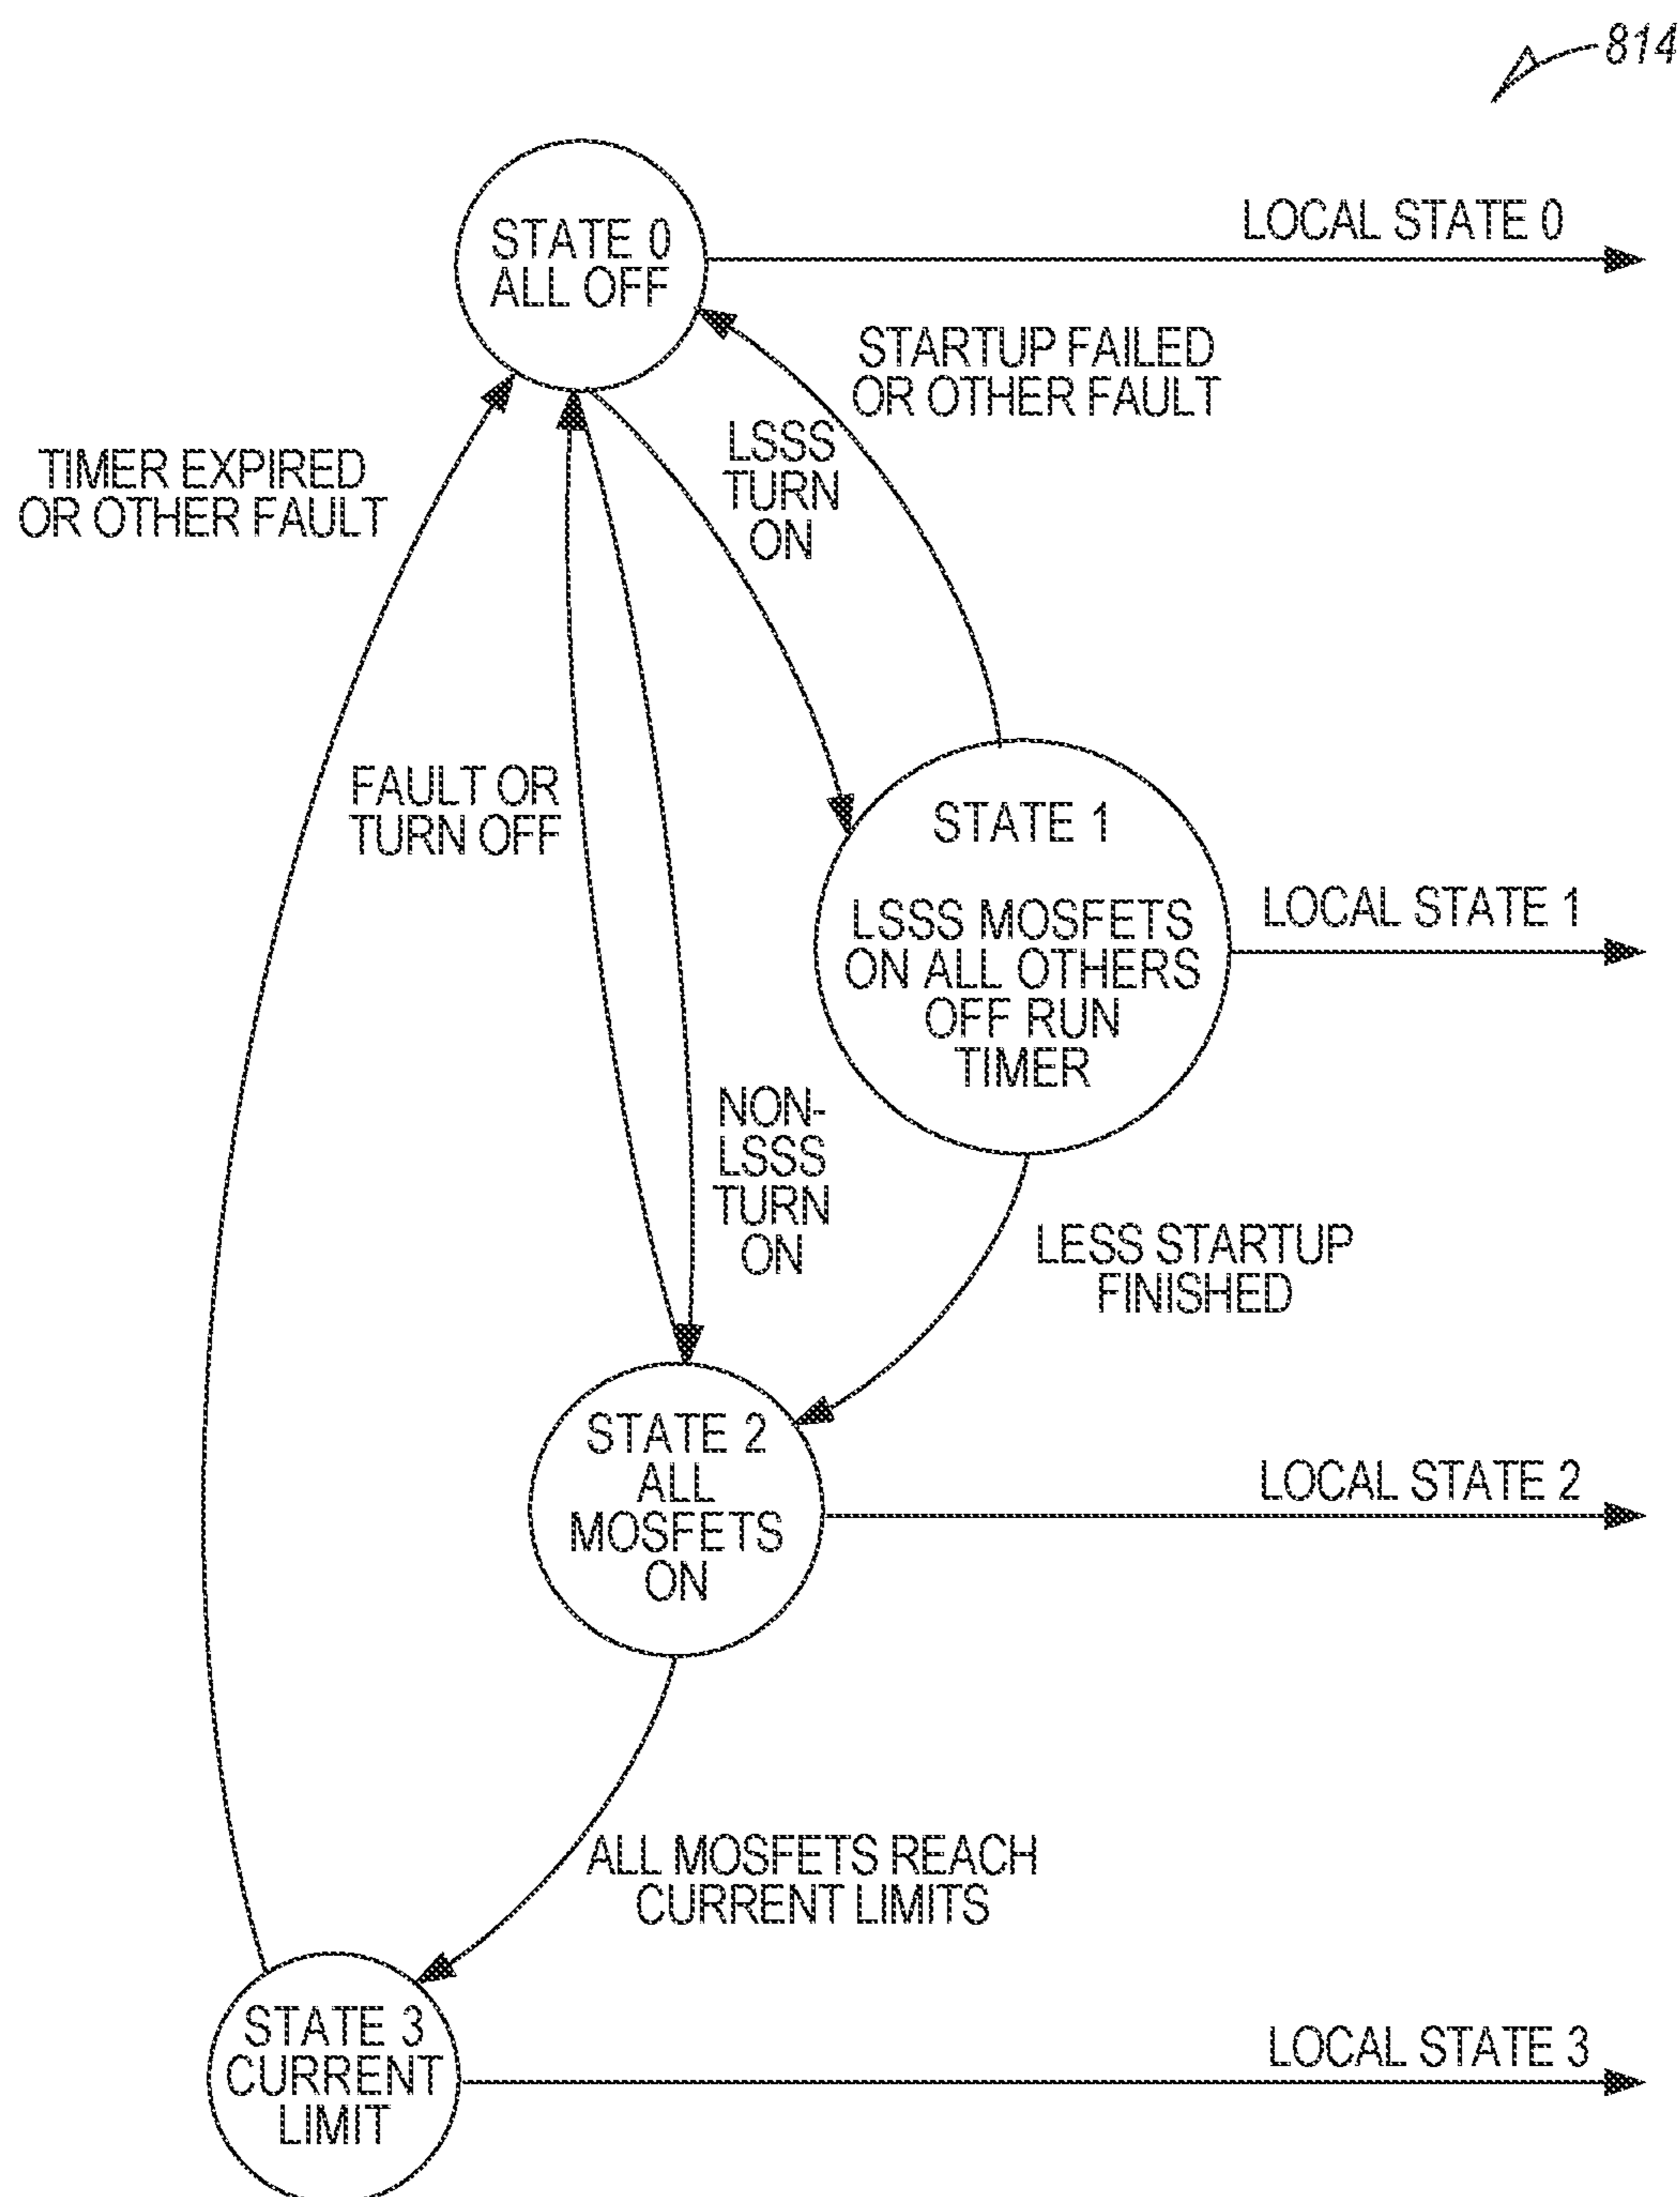 814
STATE 0
ALL OFF
LOCAL STATE 0
STARTUP FAILED
OR OTHER FAULT
LSSS
TURN
ON
TIMER EXPIRED
OR OTHER FAULT
FAULT OR
TURN OFF
STATE 1
LSSS MOSFETS
ON ALL OTHERS
OFF RUN
TIMER
LOCAL STATE 1
NON-
LSSS
TURN
ON
LESS STARTUP
FINISHED
STATE 2
ALL
MOSFETS
ON
LOCAL STATE 2
ALL MOSFETS REACH
CURRENT LIMITS
STATE 3
CURRENT
LIMIT
LOCAL STATE 3